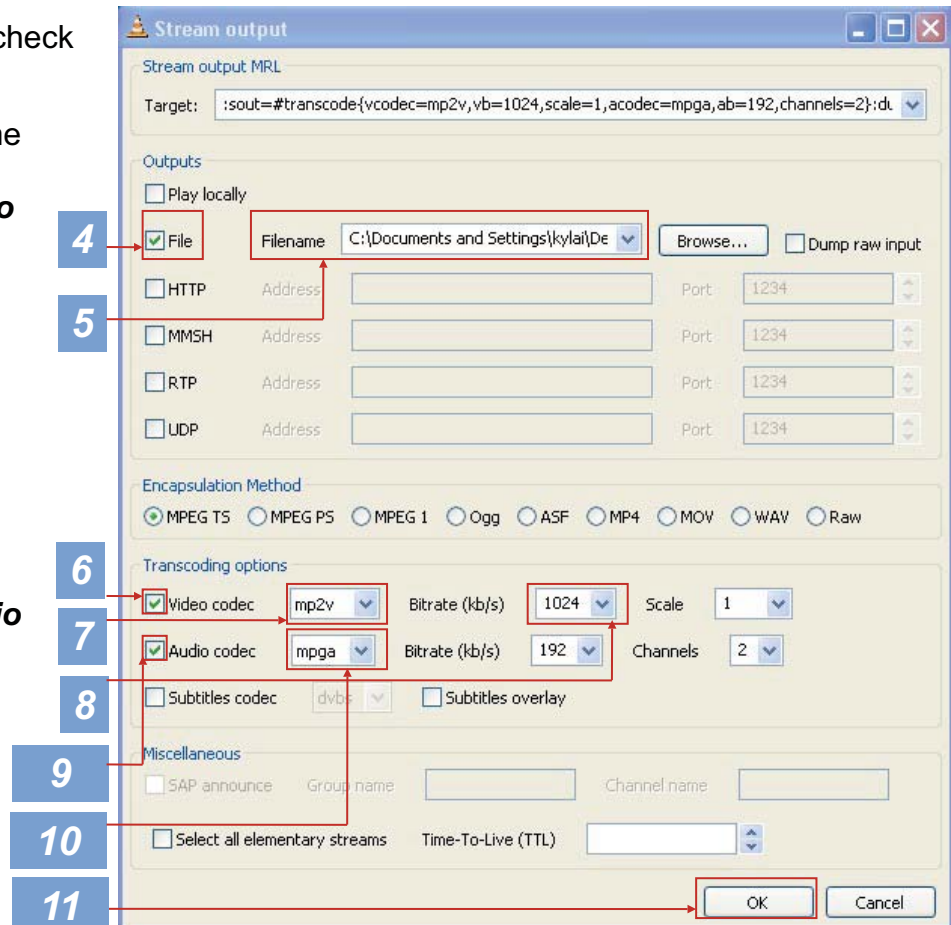 check
ne
o
io
4
5
6
7
8
9
10
11
Stream output
Stream output MRL
Target: :sout=#transcode{vcodec=mp2v,vb=1024,scale=1,acodec=mpga,ab=192,channels=2}:du
Outputs
Play locally
File Filename C:\Documents and Settings\kylai\De Browse... Dump raw input
HTTP Address Port 1234
MMSH Address Port 1234
RTP Address Port 1234
UDP Address Port 1234
Encapsulation Method
MPEG TS MPEG PS MPEG 1 Ogg ASF MP4 MOV WAV Raw
Transcoding options
Video codec mp2v Bitrate (kb/s) 1024 Scale 1
Audio codec mpga Bitrate (kb/s) 192 Channels 2
Subtitles codec dvbs Subtitles overlay
Miscellaneous
SAP announce Group name Channel name
Select all elementary streams Time-To-Live (TTL)
OK Cancel